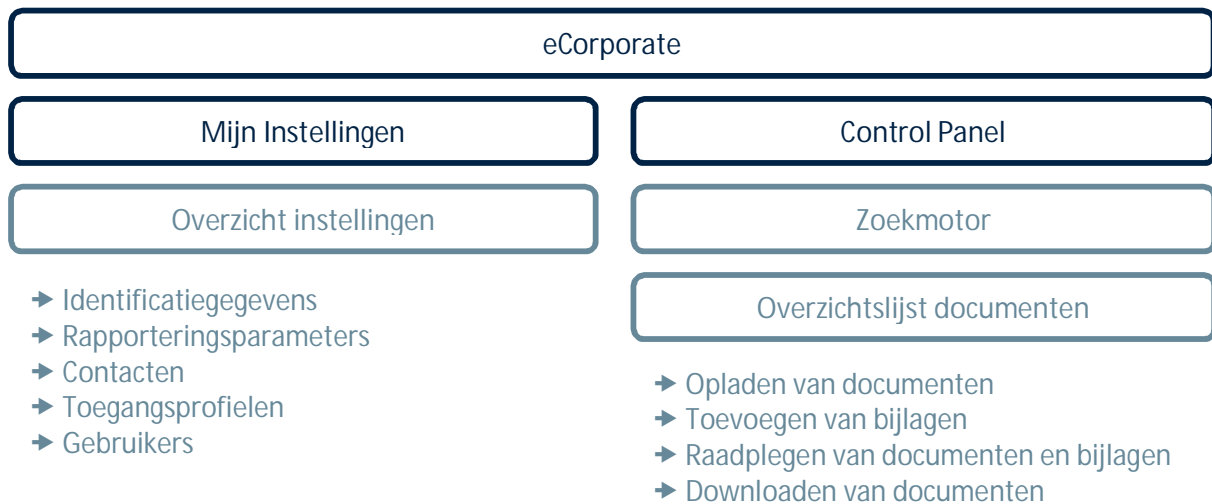 eCorporate
Mijn Instellingen
Overzicht instellingen
➔ Identificatiegegevens
➔ Rapporteringsparameters
➔ Contacten
➔ Toegangsprofielen
➔ Gebruikers
Control Panel
Zoekmotor
Overzichtslijst documenten
➔ Opladen van documenten
➔ Toevoegen van bijlagen
➔ Raadplegen van documenten en bijlagen
➔ Downloaden van documenten